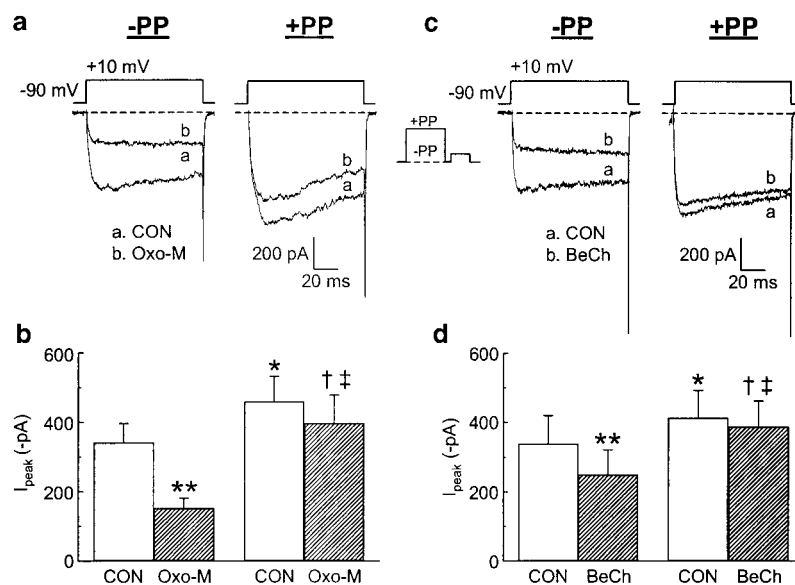 a
-PP
+PP
+10 mV
-90 mV
b
a
b
a
a. CON
b. Oxo-M
200 pA
20 ms
c
-PP
+PP
+10 mV
-90 mV
+PP
-PP
b
a
b
a
a. CON
b. BeCh
200 pA
20 ms
b
600
400
200
0
I peak (-pA)
**
*
† ‡
CON Oxo-M CON Oxo-M
d
600
400
200
0
I peak (-pA)
**
*
† ‡
CON BeCh CON BeCh